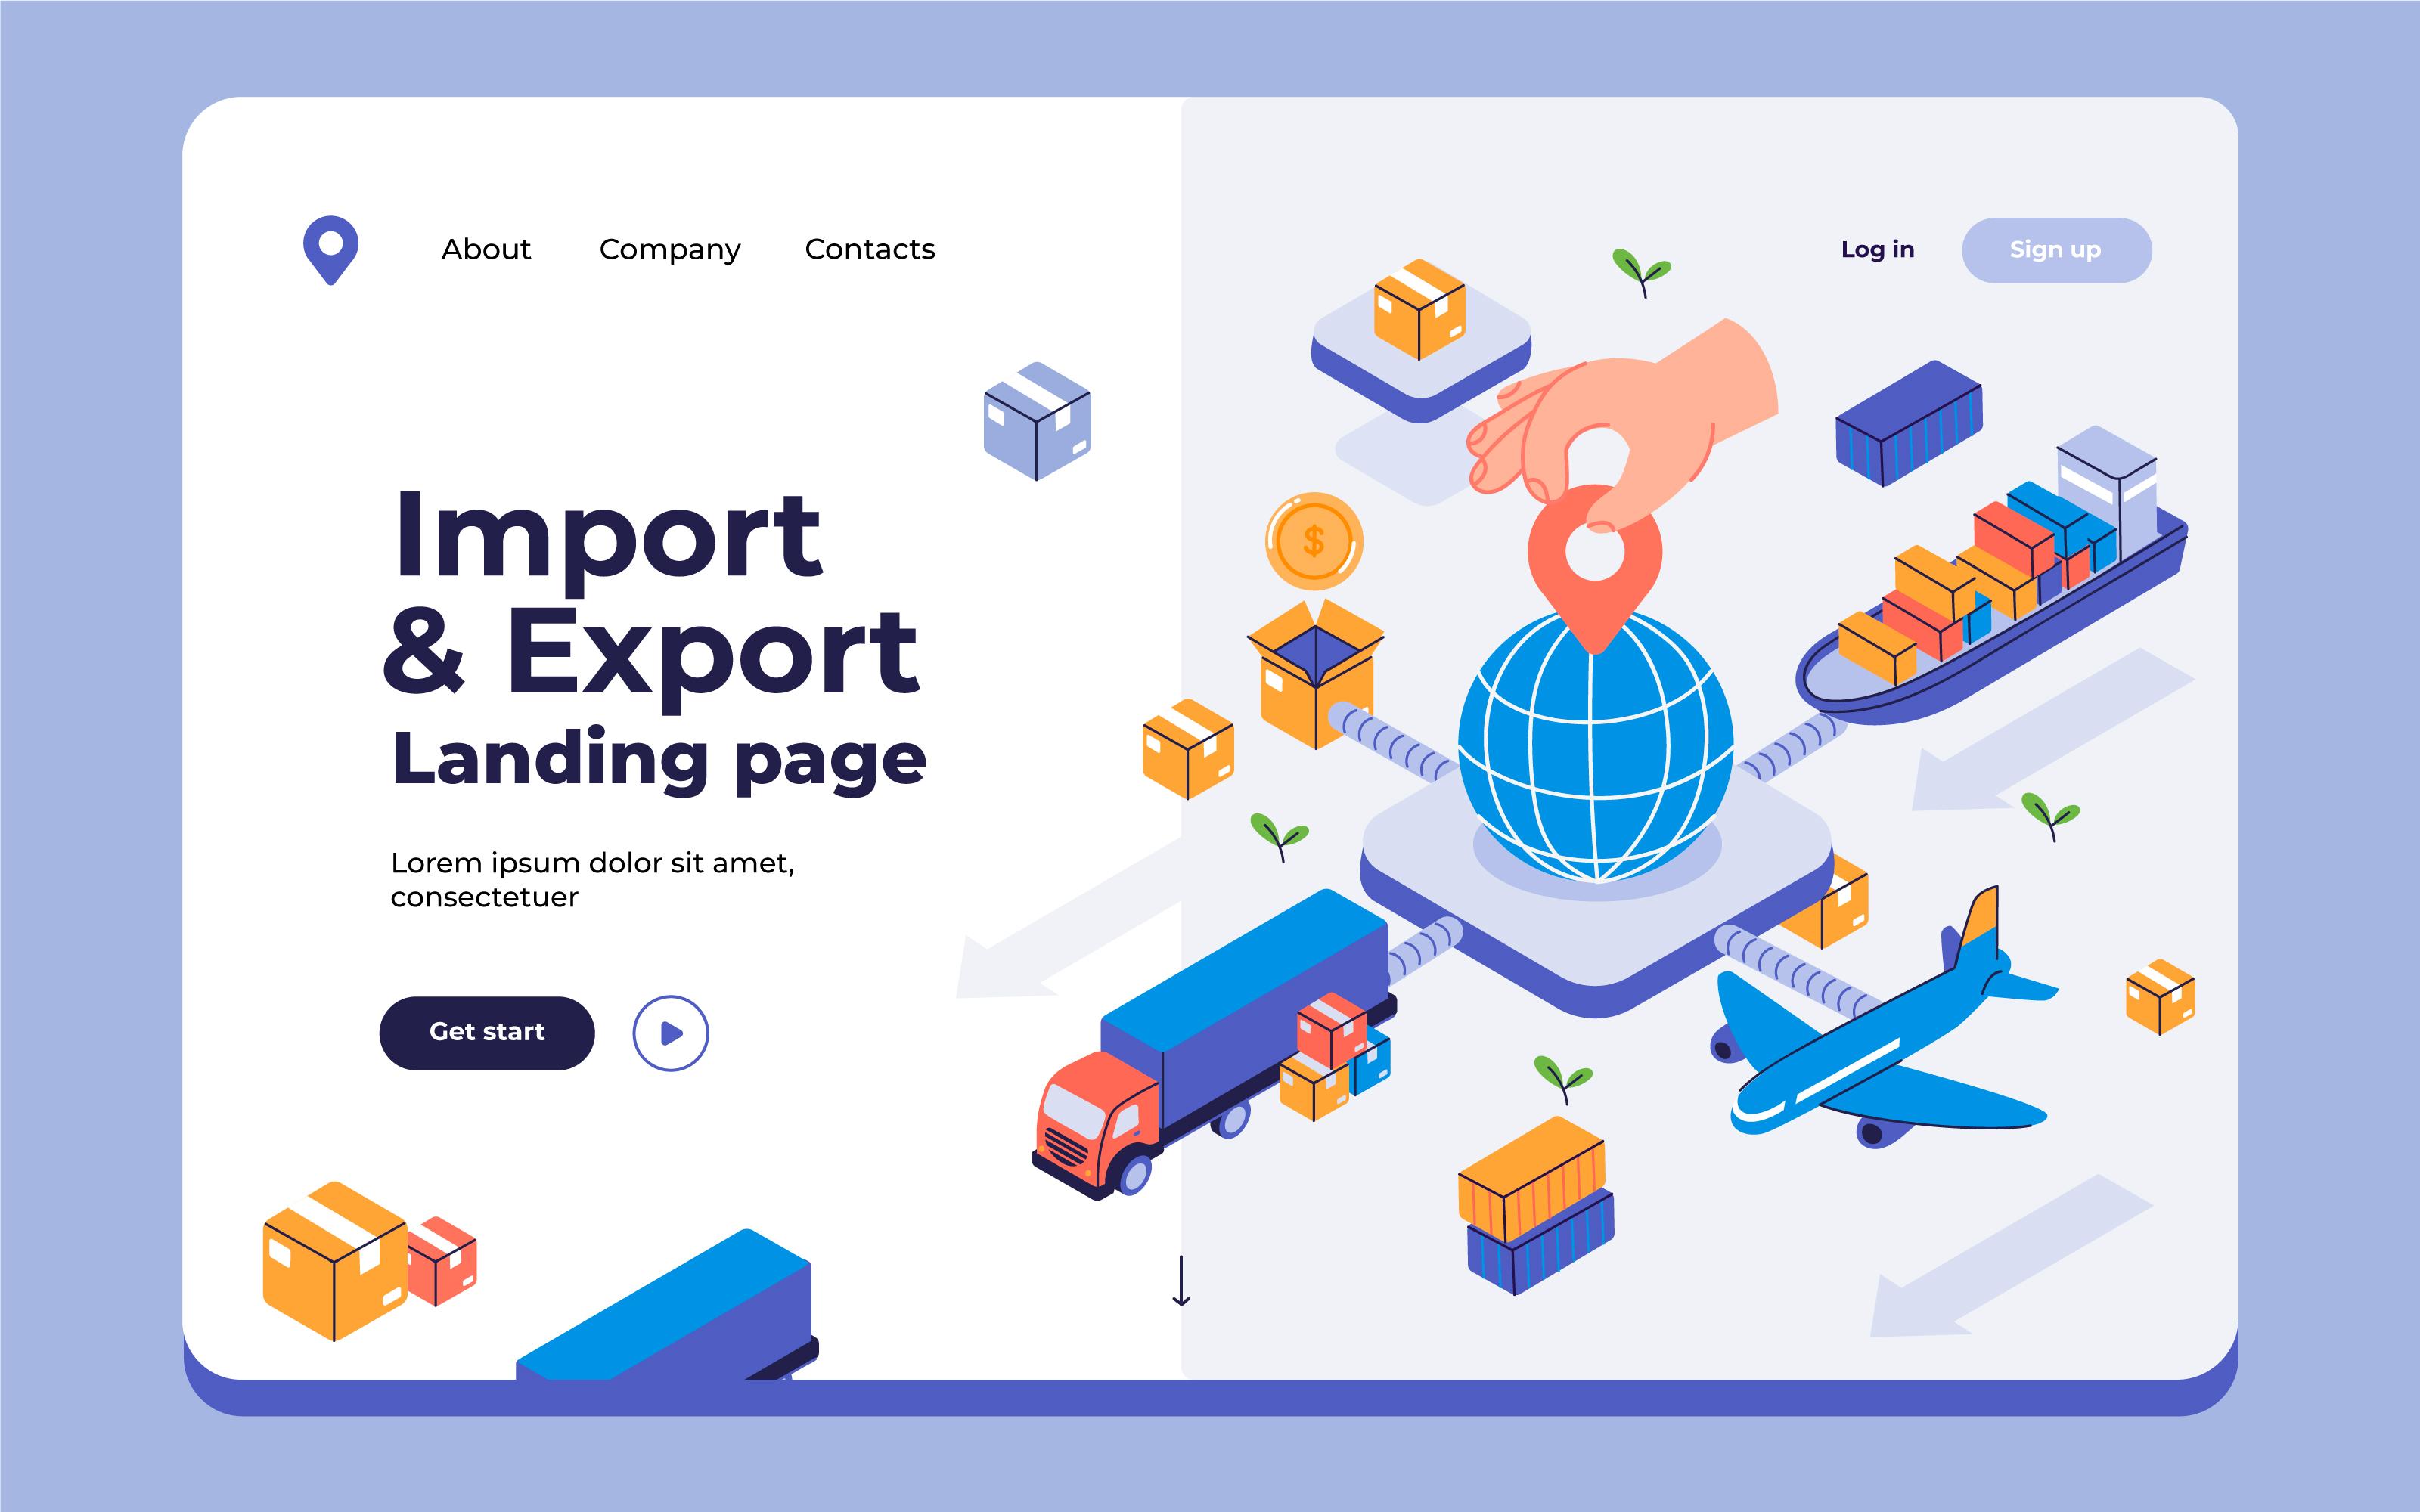 About
Company
Contacts
Log in
Sign up
Import
& Export
Landing page
Lorem ipsum dolor sit amet,
consectetuer
Get start
$